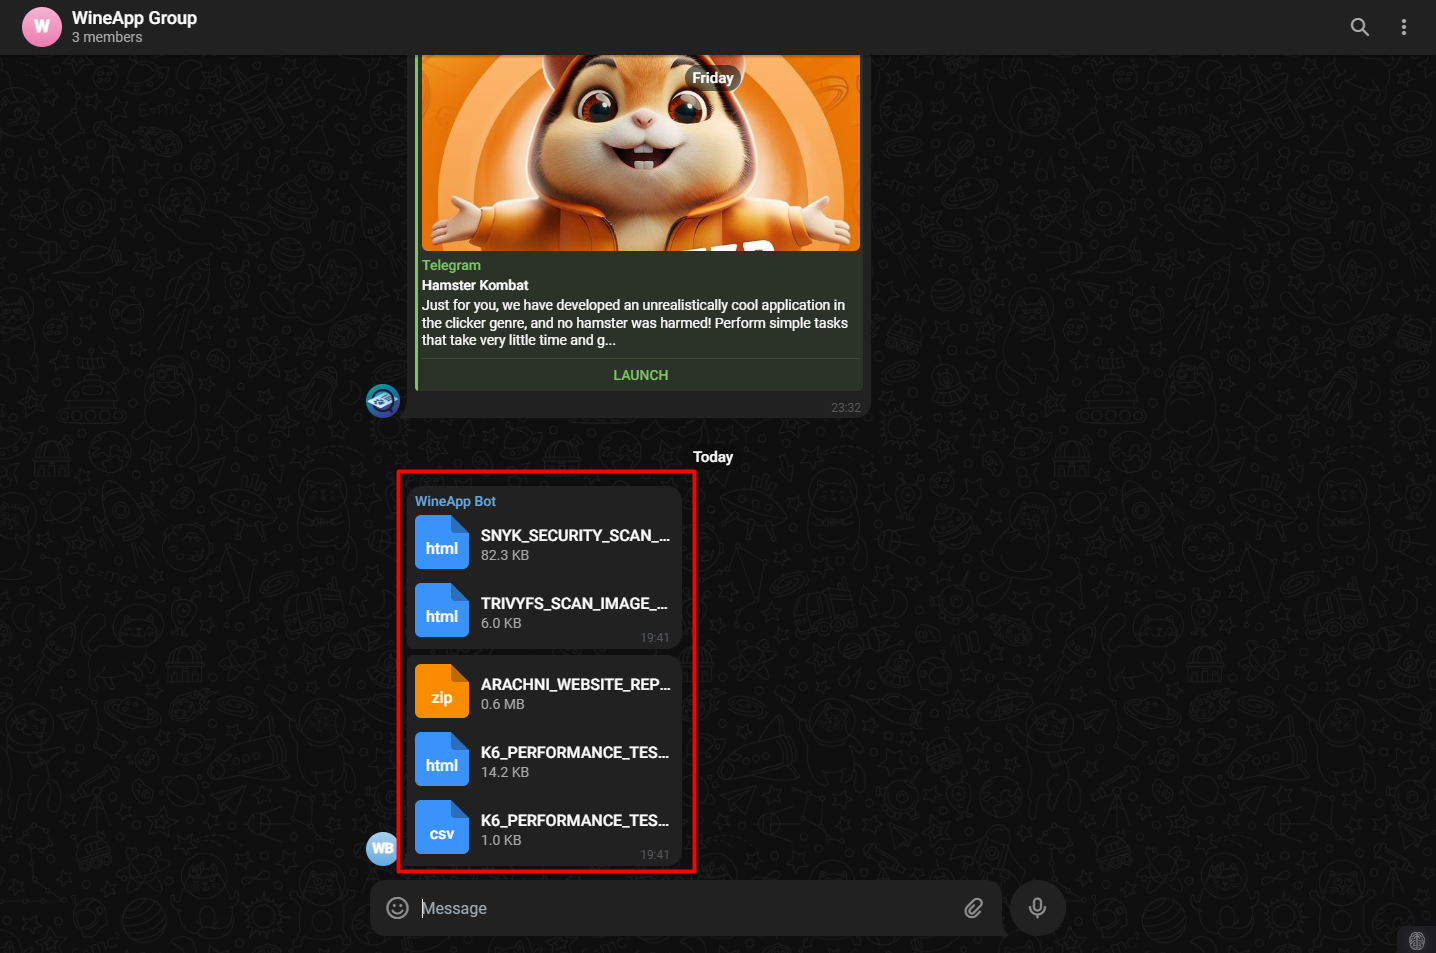 W
WineApp Group
3 members
Friday
Telegram
Hamster Kombat
Just for you, we have developed an unrealistically cool application in
the clicker genre, and no hamster was harmed! Perform simple tasks
that take very little time and g...
LAUNCH
23:32
Today
WineApp Bot
html
SNYK_SECURITY_SCAN_...
82.3 KB
html
TRIVYFS_SCAN_IMAGE_...
6.0 KB
19:41
zip
ARACHNI_WEBSITE_REP...
0.6 MB
html
K6_PERFORMANCE_TES...
14.2 KB
csv
K6_PERFORMANCE_TES...
1.0 KB
19:41
WB
Message